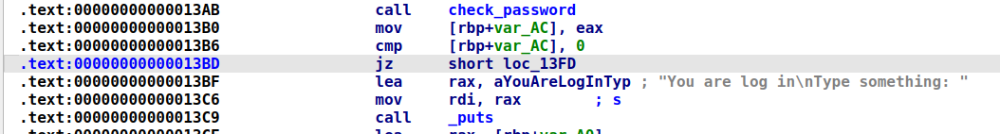 .text:00000000000013AB call check_password
.text:00000000000013B0 mov [rbp+var_AC], eax
.text:00000000000013B6 cmp [rbp+var_AC], 0
.text:00000000000013BD jz short loc_13FD
.text:00000000000013BF lea rax, aYouAreLogInTyp ; "You are log in\nType something: "
.text:00000000000013C6 mov rdi, rax ; s
.text:00000000000013C9 call _puts